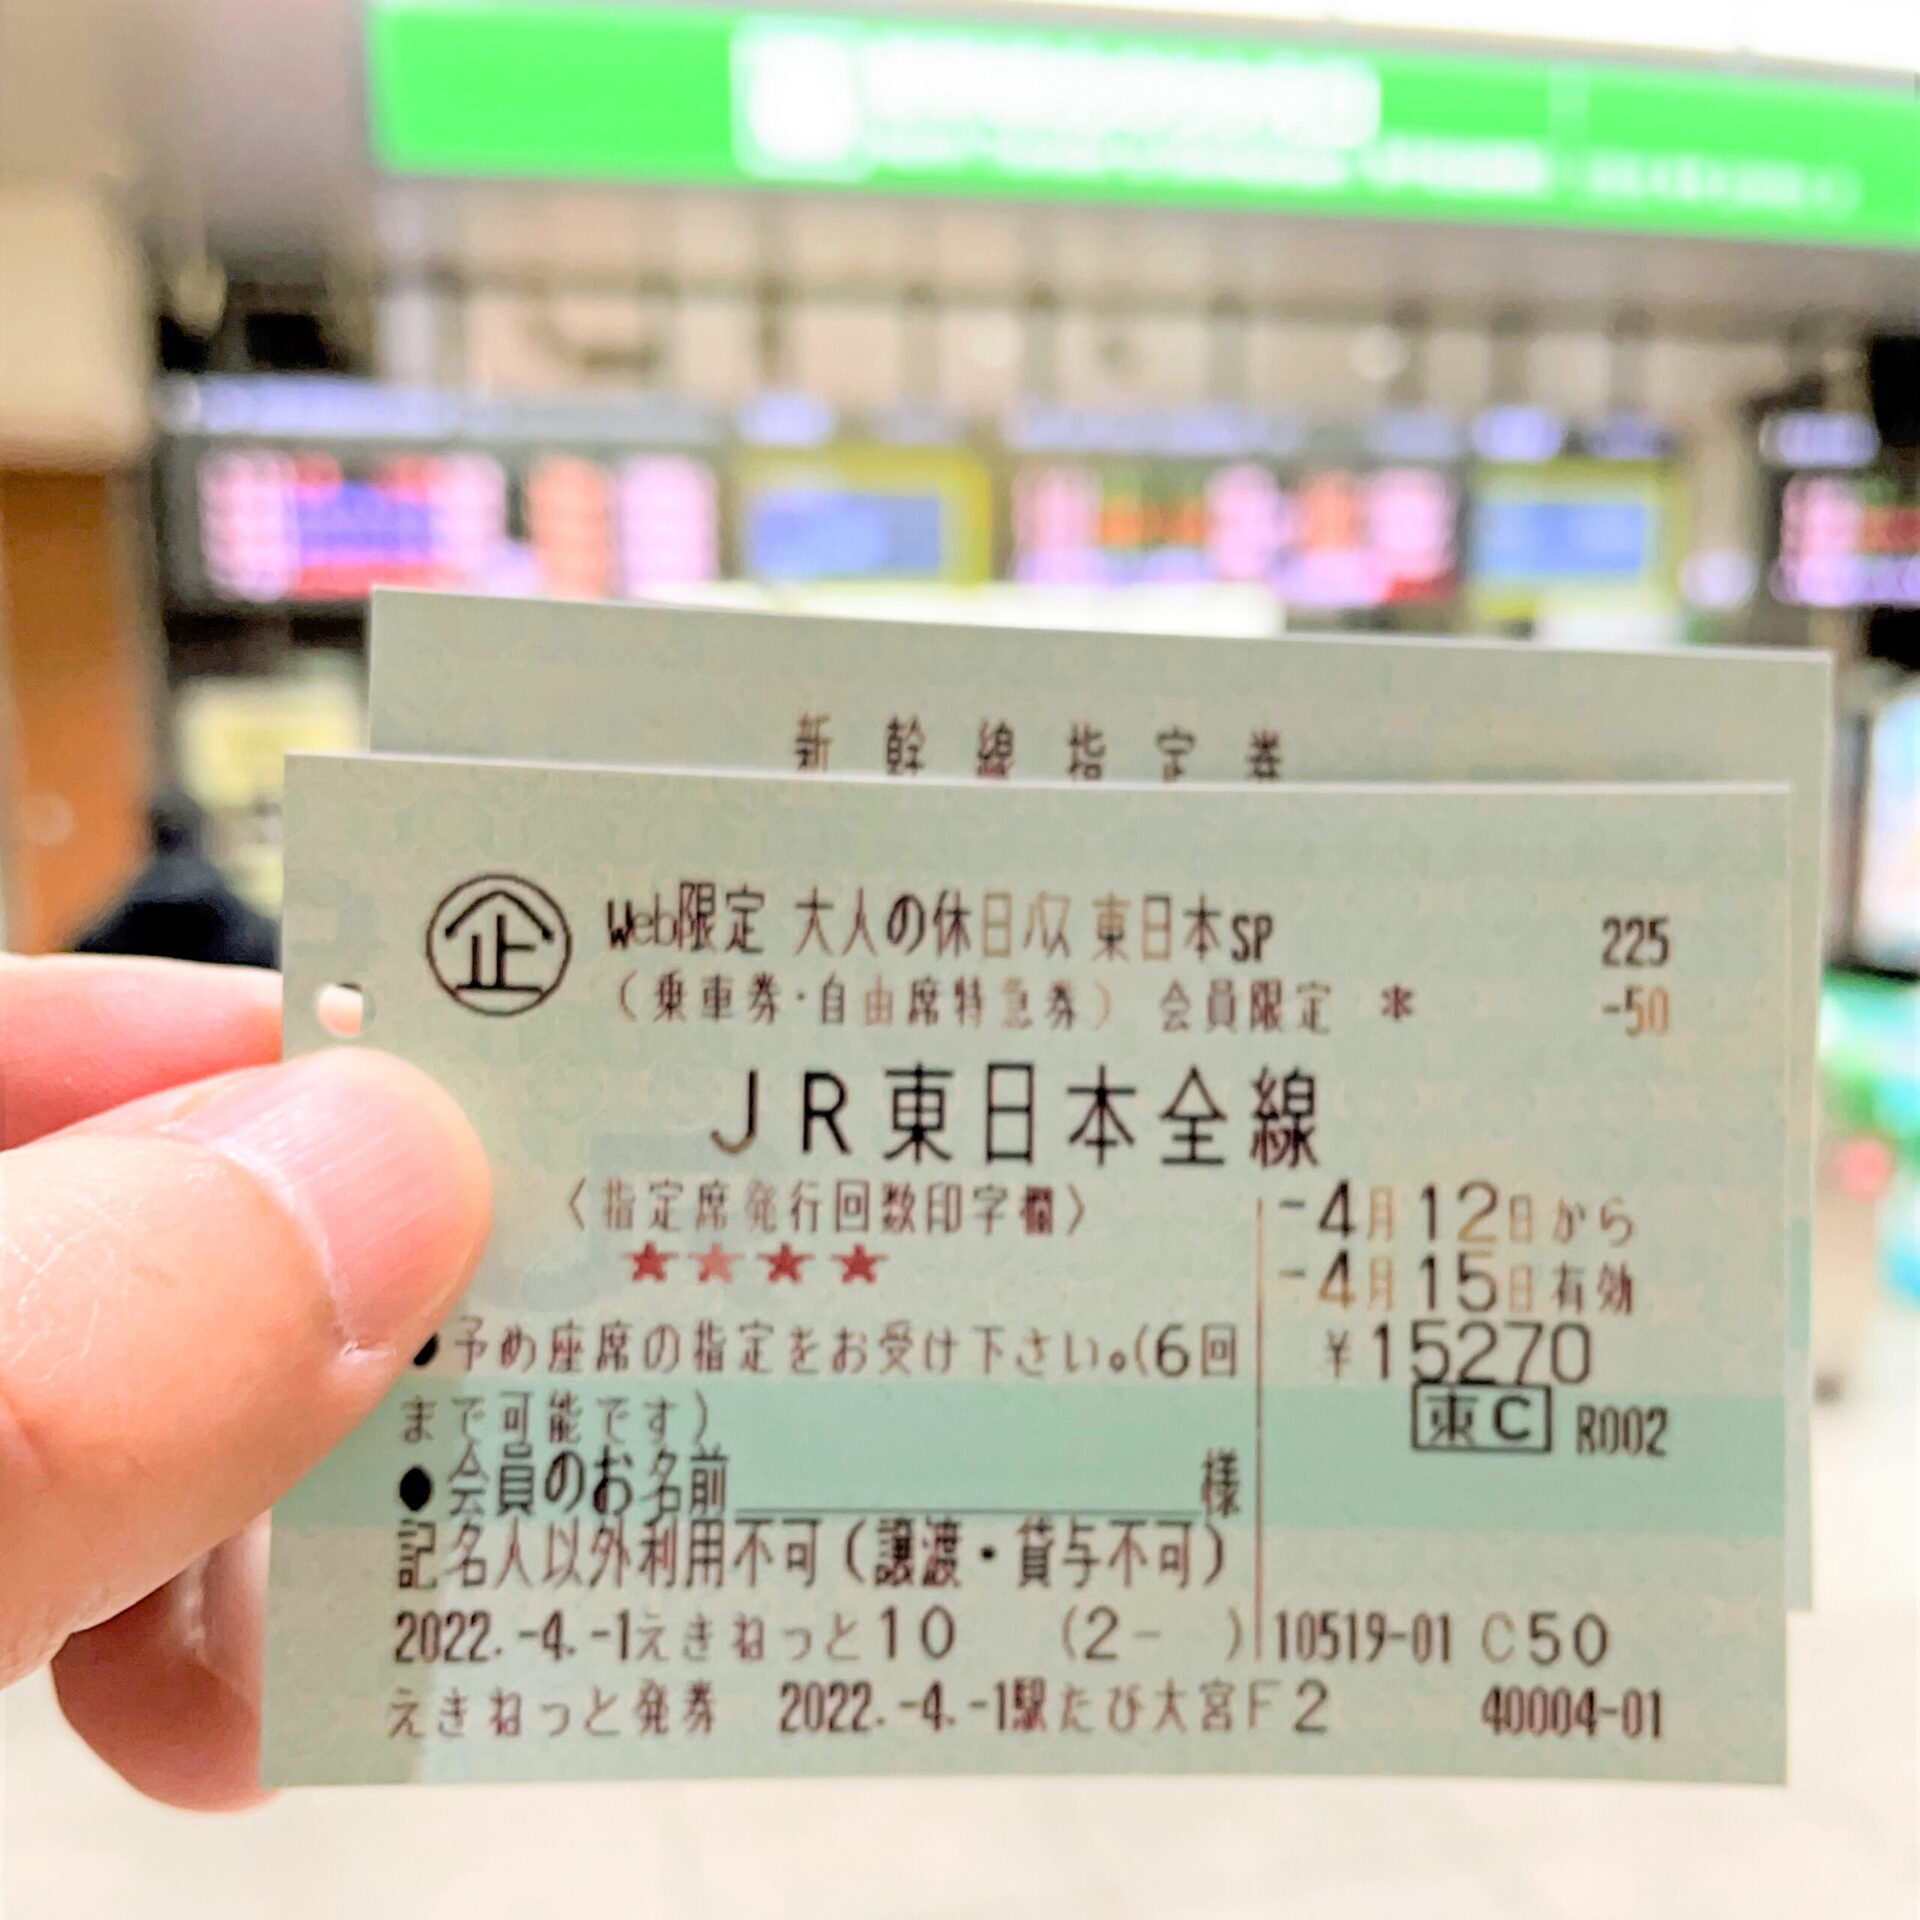 新幹線指定券
企 Web限定 大人の休日パス 東日本SP 225
(乗車券・自由席特急券) 会員限定 * -50
JR東日本全線
〈指定席発行回数印字欄〉 -4月12日から
★★★★ -4月15日有効
●予め座席の指定をお受け下さい。(6回 ¥15270
まで可能です) 東C R002
●会員のお名前 様
記名人以外利用不可(譲渡・貸与不可)
2022.-4.-1えきねっと10 (2- ) 10519-01 C50
えきねっと発券 2022.-4.-1駅たび大宮F2 40004-01